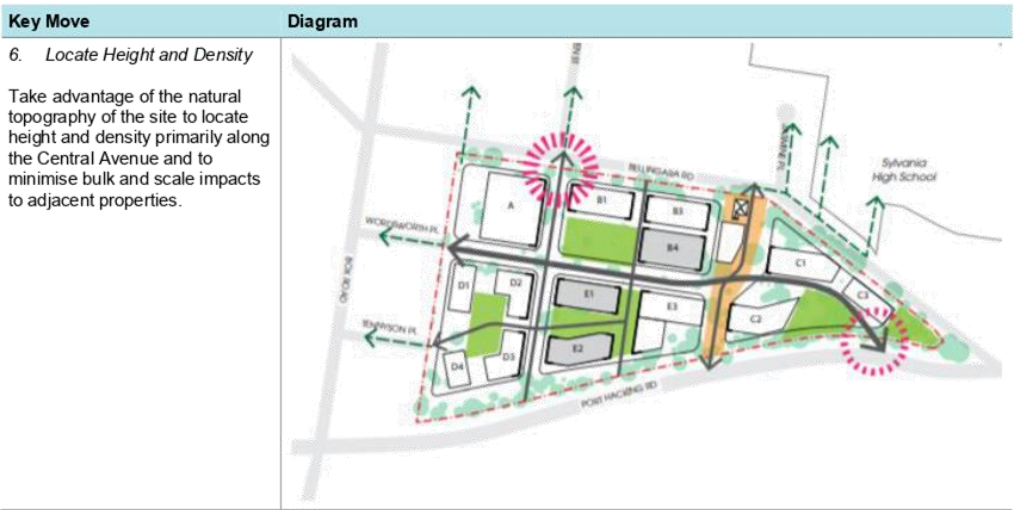 Key Move
Diagram
6. Locate Height and Density
Take advantage of the natural
topography of the site to locate
height and density primarily along
the Central Avenue and to
minimise bulk and scale impacts
to adjacent properties.
BELLINGARA RD
Sylvania
High School
WORDSWORTH PL
BOX RD
TENNYSON PL
PORT HACKING RD
A
B1
B3
B4
C1
C2
C3
D1
D2
D3
D4
E1
E2
E3